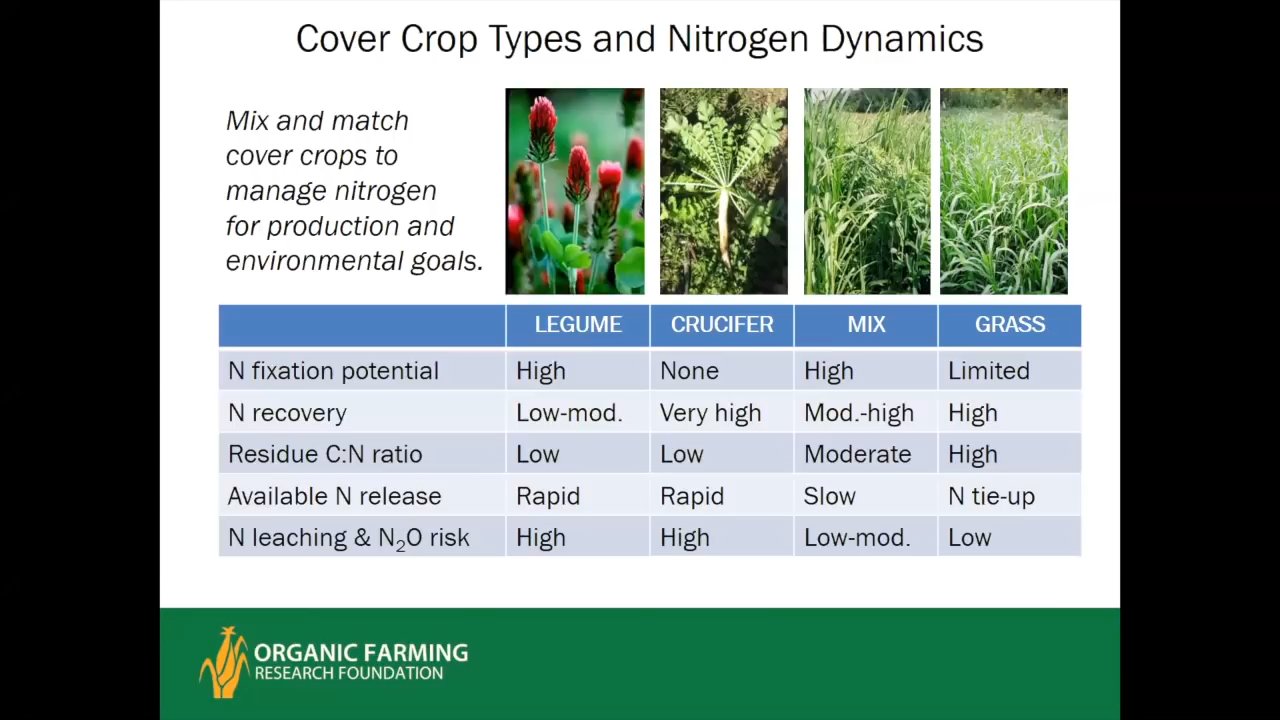 Cover Crop Types and Nitrogen Dynamics
Mix and match
cover crops to
manage nitrogen
for production and
environmental goals.
LEGUME CRUCIFER MIX GRASS
N fixation potential High None High Limited
N recovery Low-mod. Very high Mod.-high High
Residue C:N ratio Low Low Moderate High
Available N release Rapid Rapid Slow N tie-up
N leaching & N₂O risk High High Low-mod. Low
ORGANIC FARMING
RESEARCH FOUNDATION